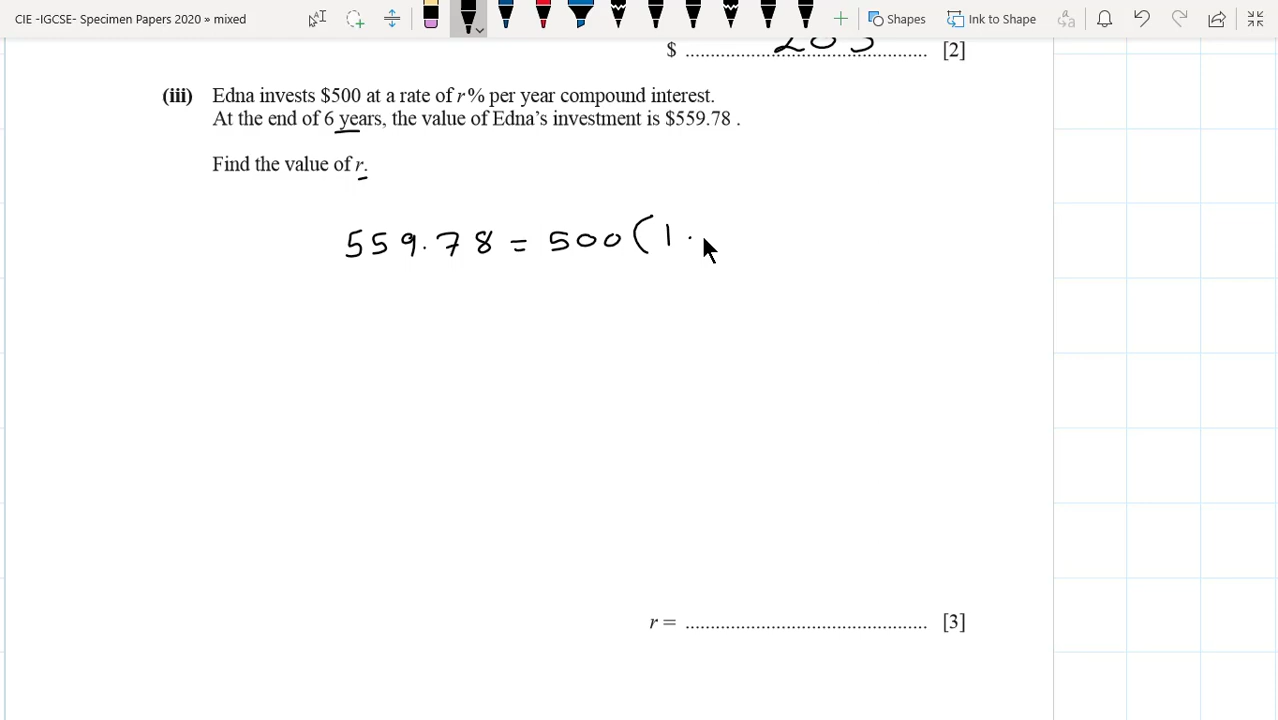 CIE -IGCSE- Specimen Papers 2020 » mixed
Shapes
Ink to Shape
$ .............................................. [2]
(iii) Edna invests $500 at a rate of r% per year compound interest.
At the end of 6 years, the value of Edna's investment is $559.78 .
Find the value of r.
559.78 = 500 (1 .
r = ................................................ [3]